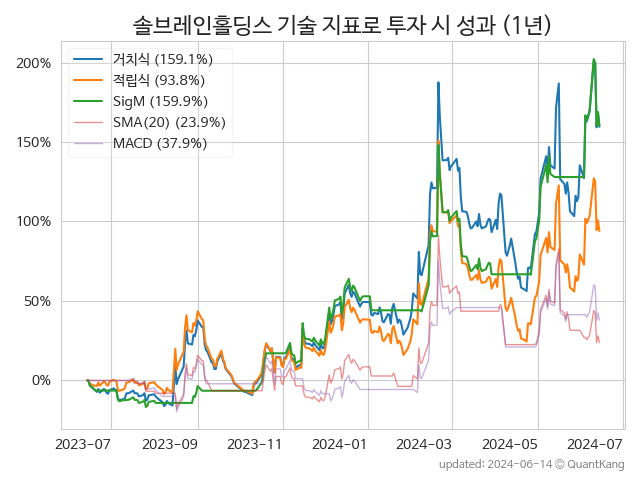 솔브레인홀딩스 기술 지표로 투자 시 성과 (1년)
거치식 (159.1%)
적립식 (93.8%)
SigM (159.9%)
SMA(20) (23.9%)
MACD (37.9%)
200%
150%
100%
50%
0%
2023-07 2023-09 2023-11 2024-01 2024-03 2024-05 2024-07
updated: 2024-06-14 © QuantKang